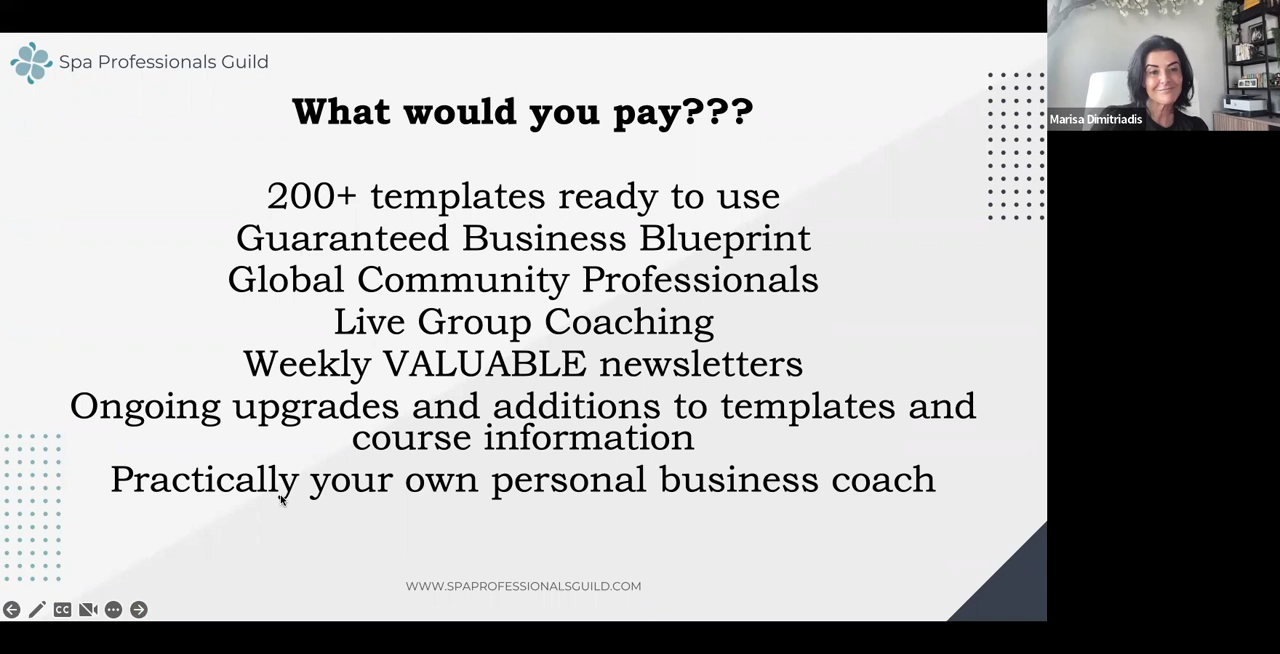 Spa Professionals Guild
What would you pay???
200+ templates ready to use
Guaranteed Business Blueprint
Global Community Professionals
Live Group Coaching
Weekly VALUABLE newsletters
Ongoing upgrades and additions to templates and
course information
Practically your own personal business coach
WWW.SPAPROFESSIONALSGUILD.COM
CC
Marisa Dimitriadis